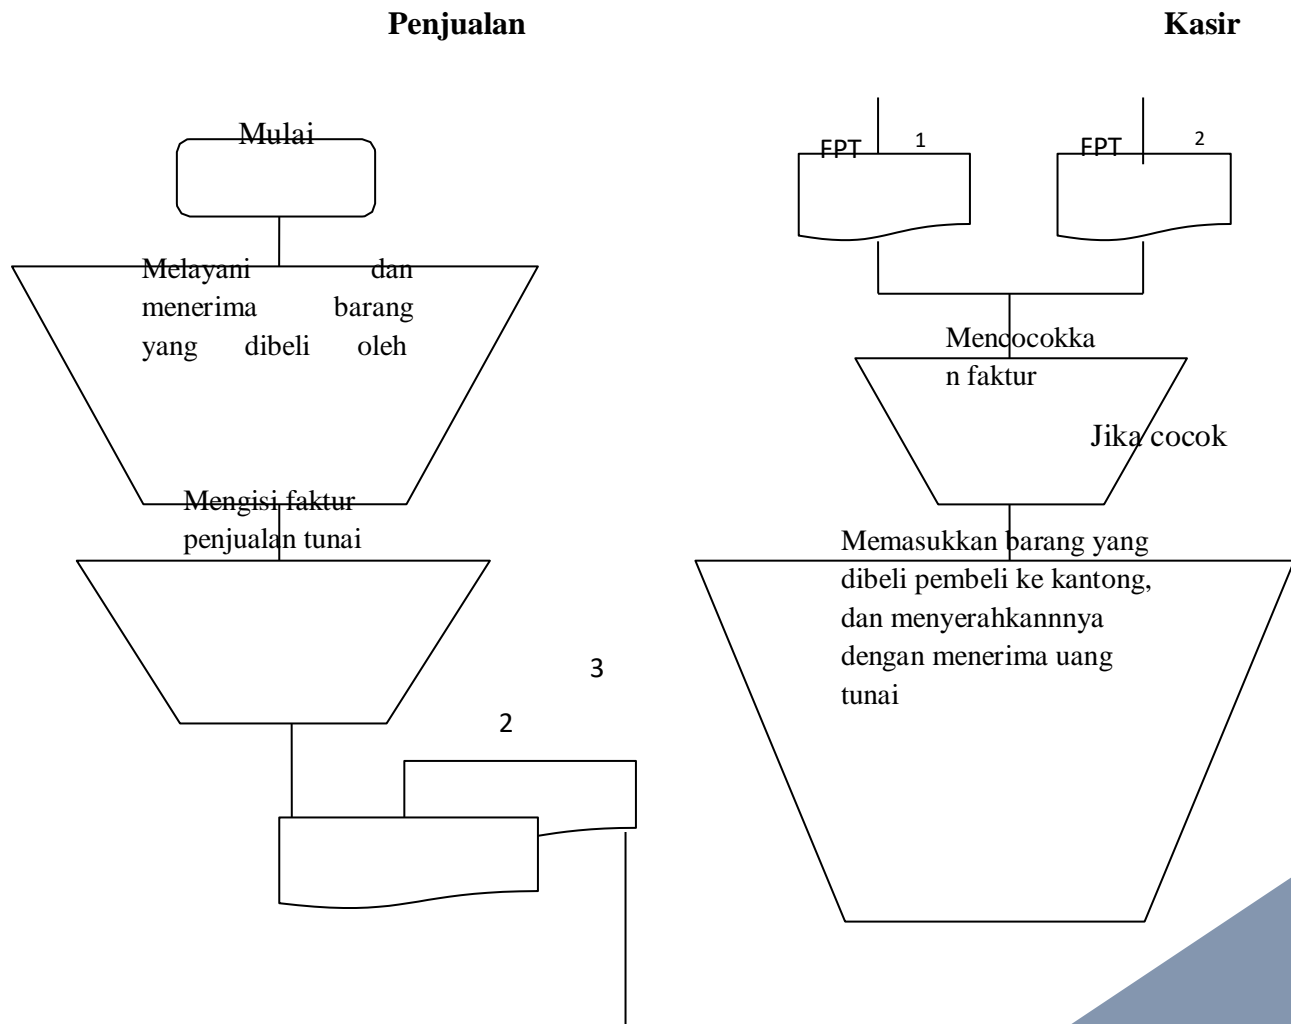 Penjualan
Kasir
Mulai
Melayani dan
menerima barang
yang dibeli oleh
Mengisi faktur
penjualan tunai
3
2
FPT 1
FPT 2
Mencocokka
n faktur
Jika cocok
Memasukkan barang yang
dibeli pembeli ke kantong,
dan menyerahkannnya
dengan menerima uang
tunai